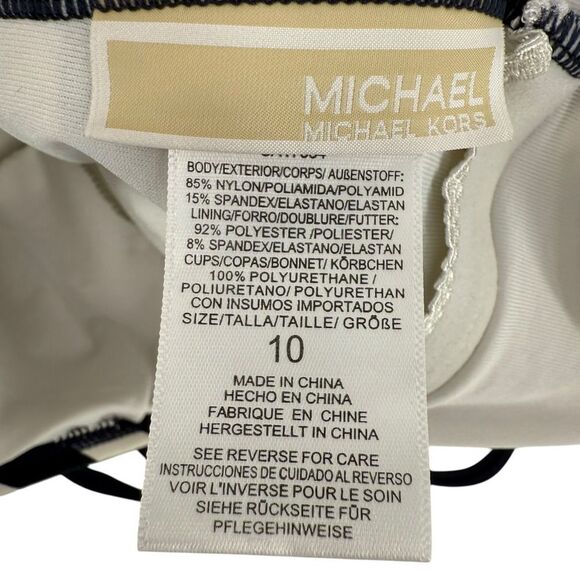 MICHAEL
MICHAEL KORS
BODY/EXTERIOR/CORPS/ AUßENSTOFF:
85% NYLON/POLIAMIDA/POLYAMID
15% SPANDEX/ELASTANO/ELASTAN
LINING/FORRO/DOUBLURE/FUTTER:
92% POLYESTER /POLIESTER/
8% SPANDEX/ELASTANO/ELASTAN
CUPS/COPAS/BONNET/ KÖRBCHEN
100% POLYURETHANE /
POLIURETANO/ POLYURETHAN
CON INSUMOS IMPORTADOS
SIZE/TALLA/TAILLE/ GRÖßE
10
MADE IN CHINA
HECHO EN CHINA
FABRIQUE EN CHINE
HERGESTELLT IN CHINA
SEE REVERSE FOR CARE
INSTRUCCIONES DE CUIDADO AL REVERSO
VOIR L'INVERSE POUR LE SOIN
SIEHE RÜCKSEITE FÜR
PFLEGEHINWEISE